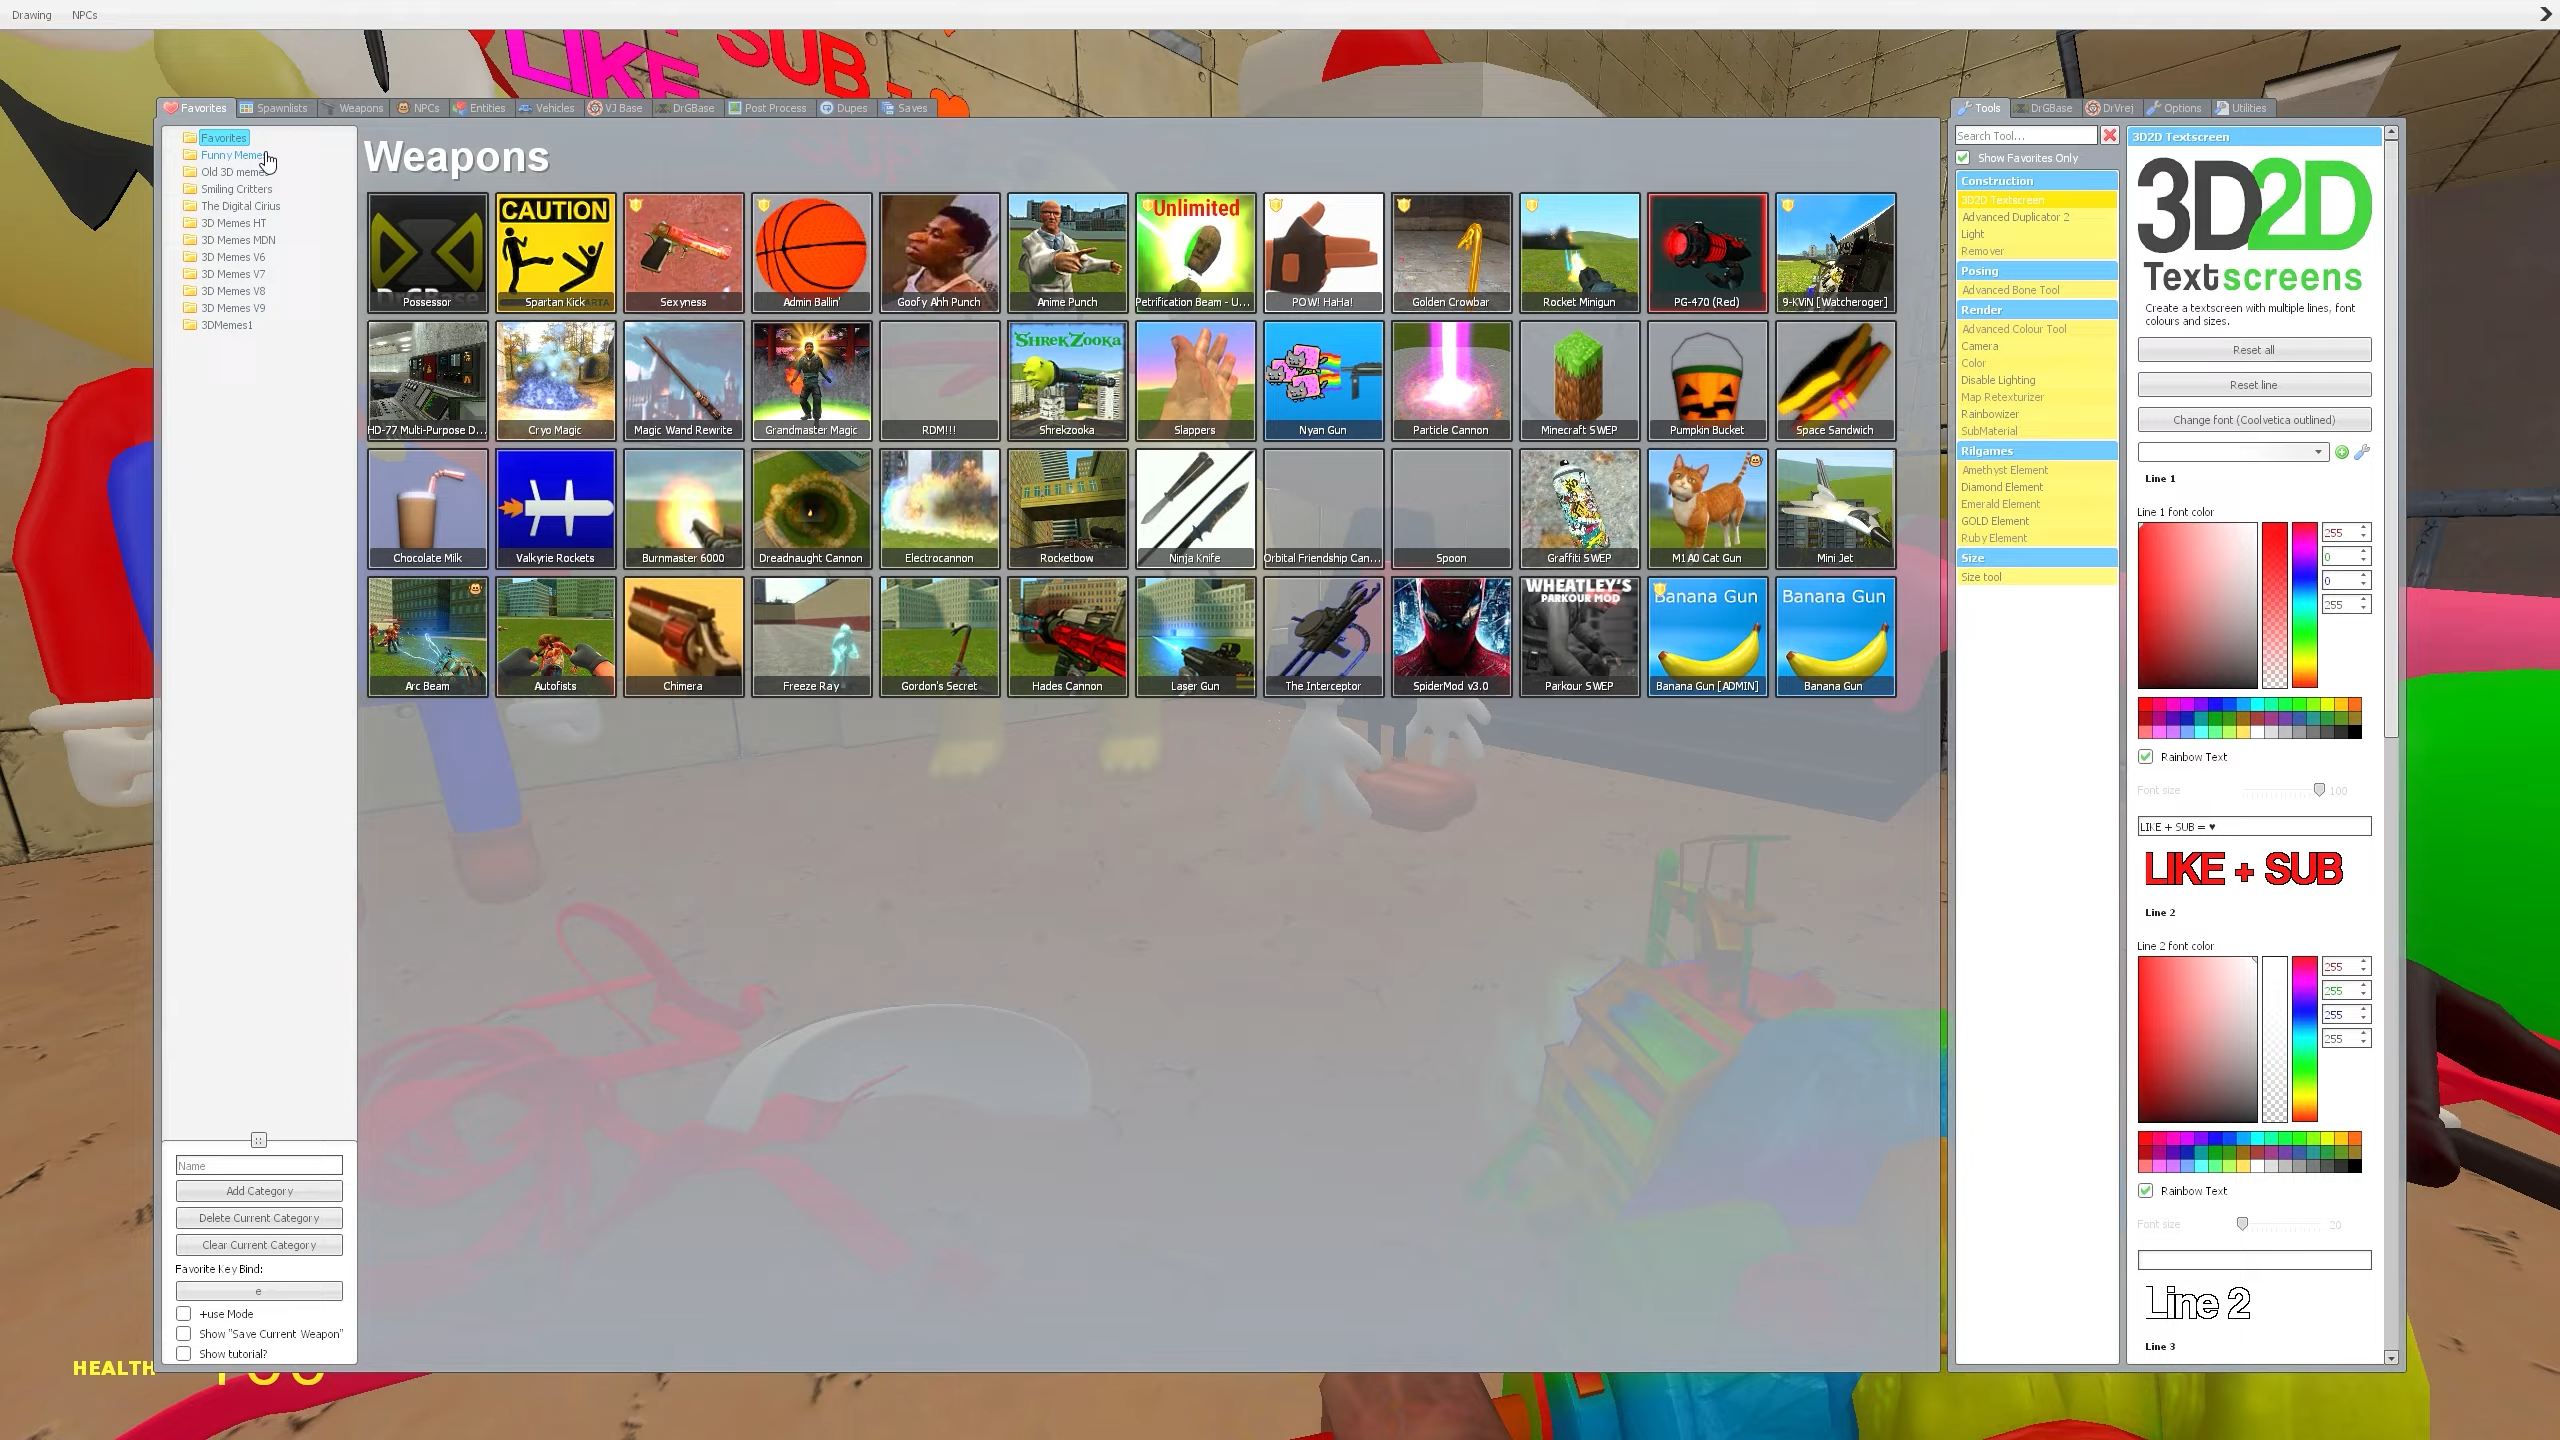 Drawing NPCs
LIKE SUB
Favorites Spawnlists Weapons NPCs Entities Vehicles VJ Base DrGBase Post Process Dupes Saves
Favorites
Funny Meme
Old 3D meme
Smiling Critters
The Digital Cirius
3D Memes HT
3D Memes MDN
3D Memes V6
3D Memes V7
3D Memes V8
3D Memes V9
3DMemes1
Weapons
CAUTION
Unlimited
Possessor Spartan Kick Sexyness Admin Ballin' Goofy Ahh Punch Anime Punch Petrification Beam - U... POW! HaHa! Golden Crowbar Rocket Minigun PG-470 (Red) 9-KViN [Watcheroger]
SHREKZOOKA
HD-77 Multi-Purpose D... Cryo Magic Magic Wand Rewrite Grandmaster Magic RDM!!! Shrekzooka Slappers Nyan Gun Particle Cannon Minecraft SWEP Pumpkin Bucket Space Sandwich
Chocolate Milk Valkyrie Rockets Burnmaster 6000 Dreadnaught Cannon Electrocannon Rocketbow Ninja Knife Orbital Friendship Can... Spoon Graffiti SWEP M1A0 Cat Gun Mini Jet
WHEATLEY'S
PARKOUR MOD
Banana Gun Banana Gun
Arc Beam Autofists Chimera Freeze Ray Gordon's Secret Hades Cannon Laser Gun The Interceptor SpiderMod v3.0 Parkour SWEP Banana Gun [ADMIN] Banana Gun
Name
Add Category
Delete Current Category
Clear Current Category
Favorite Key Bind:
e
+use Mode
Show "Save Current Weapon"
Show tutorial?
HEALTH 100
Tools DrGBase DrVrej Options Utilities
Search Tool...
Show Favorites Only
Construction
3D2D Textscreen
Advanced Duplicator 2
Light
Remover
Posing
Advanced Bone Tool
Render
Advanced Colour Tool
Camera
Color
Disable Lighting
Map Retexturizer
Rainbowizer
SubMaterial
Rilgames
Amethyst Element
Diamond Element
Emerald Element
GOLD Element
Ruby Element
Size
Size tool
3D2D Textscreen
3D2D
Textscreens
Create a textscreen with multiple lines, font
colours and sizes.
Reset all
Reset line
Change font (Coolvetica outlined)
Line 1
Line 1 font color
255
0
0
255
Rainbow Text
Font size 100
LIKE + SUB = ♥
LIKE + SUB
Line 2
Line 2 font color
255
255
255
255
Rainbow Text
Font size 20
Line 2
Line 3